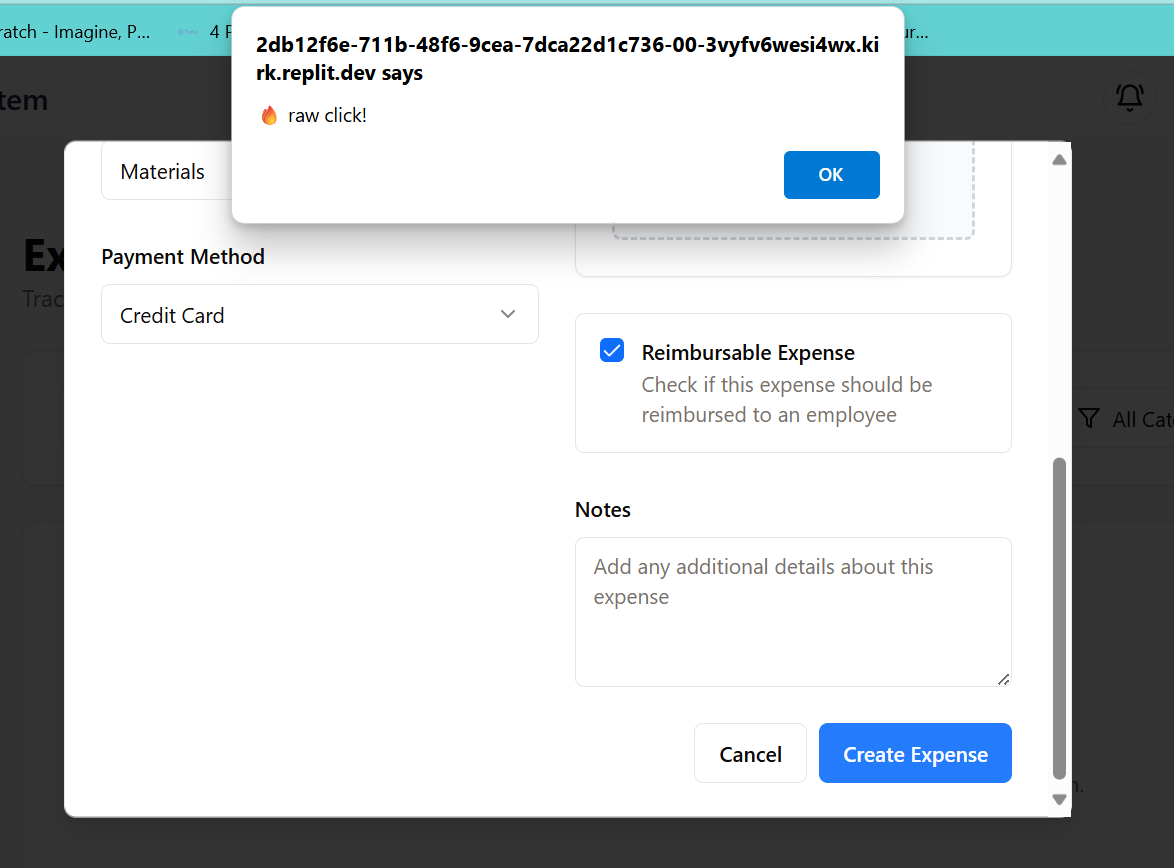 ratch - Imagine, P...
4 F
ur...
2db12f6e-711b-48f6-9cea-7dca22d1c736-00-3vyfv6wesi4wx.ki
rk.replit.dev says
🔥 raw click!
OK
tem
Materials
Ex
Trac
Payment Method
Credit Card
Reimbursable Expense
Check if this expense should be
reimbursed to an employee
All Cat
Notes
Add any additional details about this
expense
Cancel
Create Expense